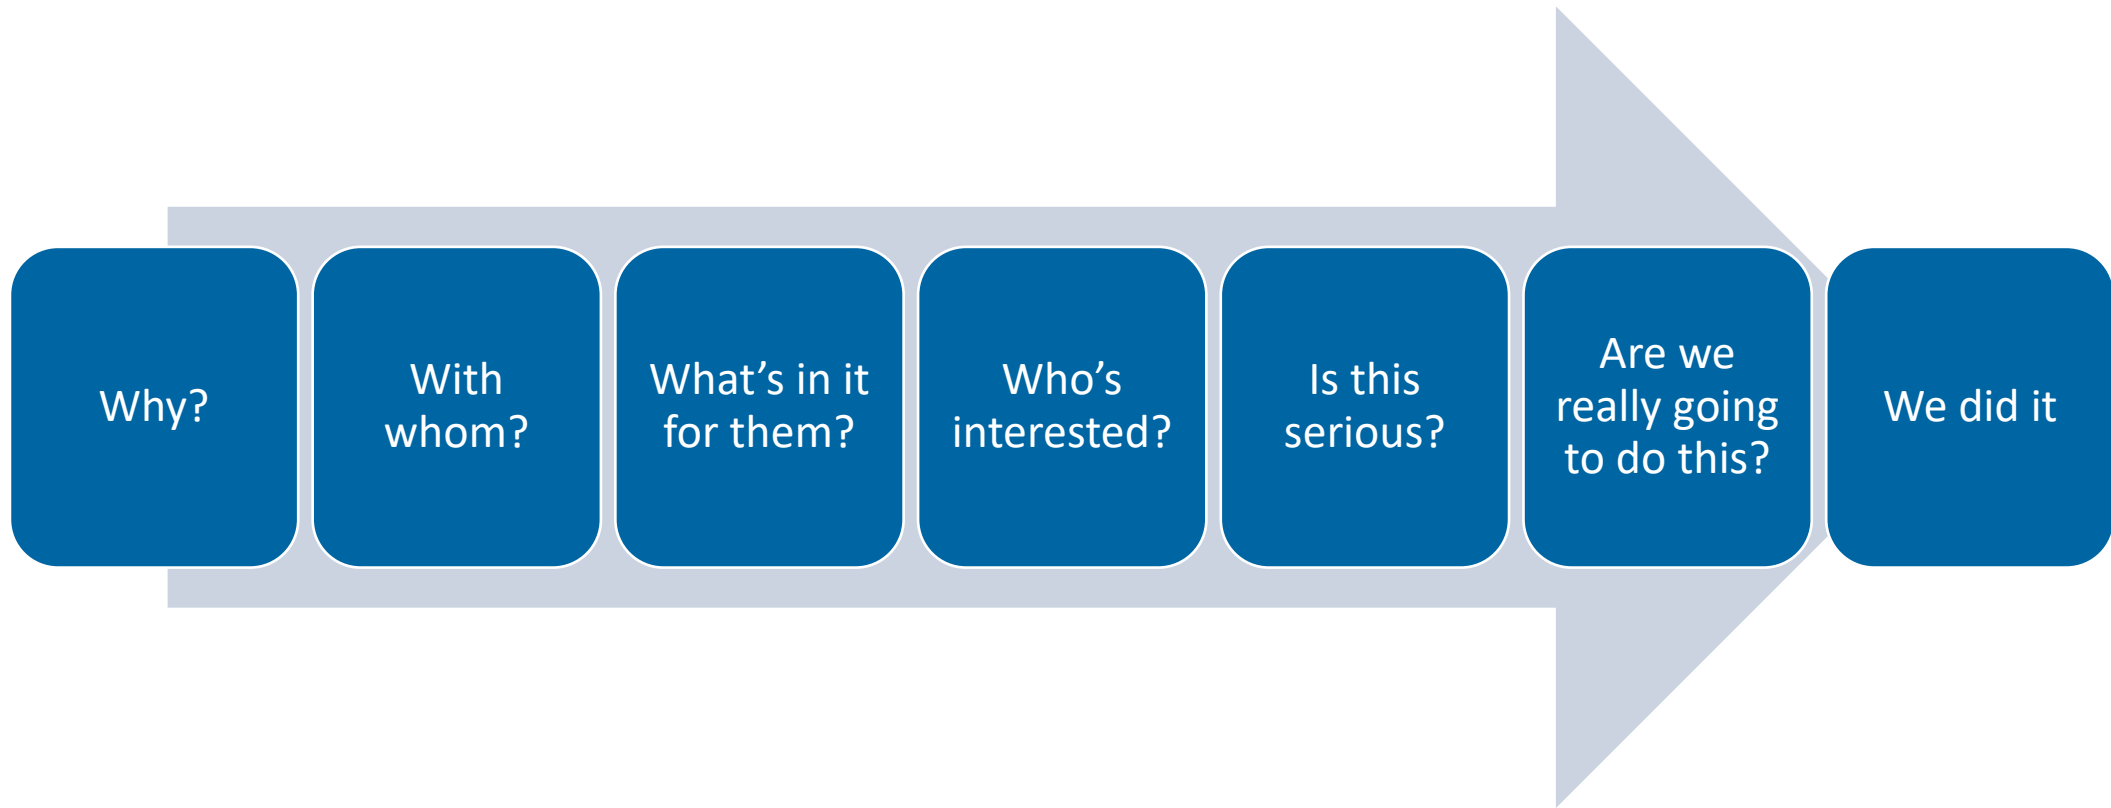 Why?
With
whom?
What’s in it
for them?
Who’s
interested?
Is this
serious?
Are we
really going
to do this?
We did it